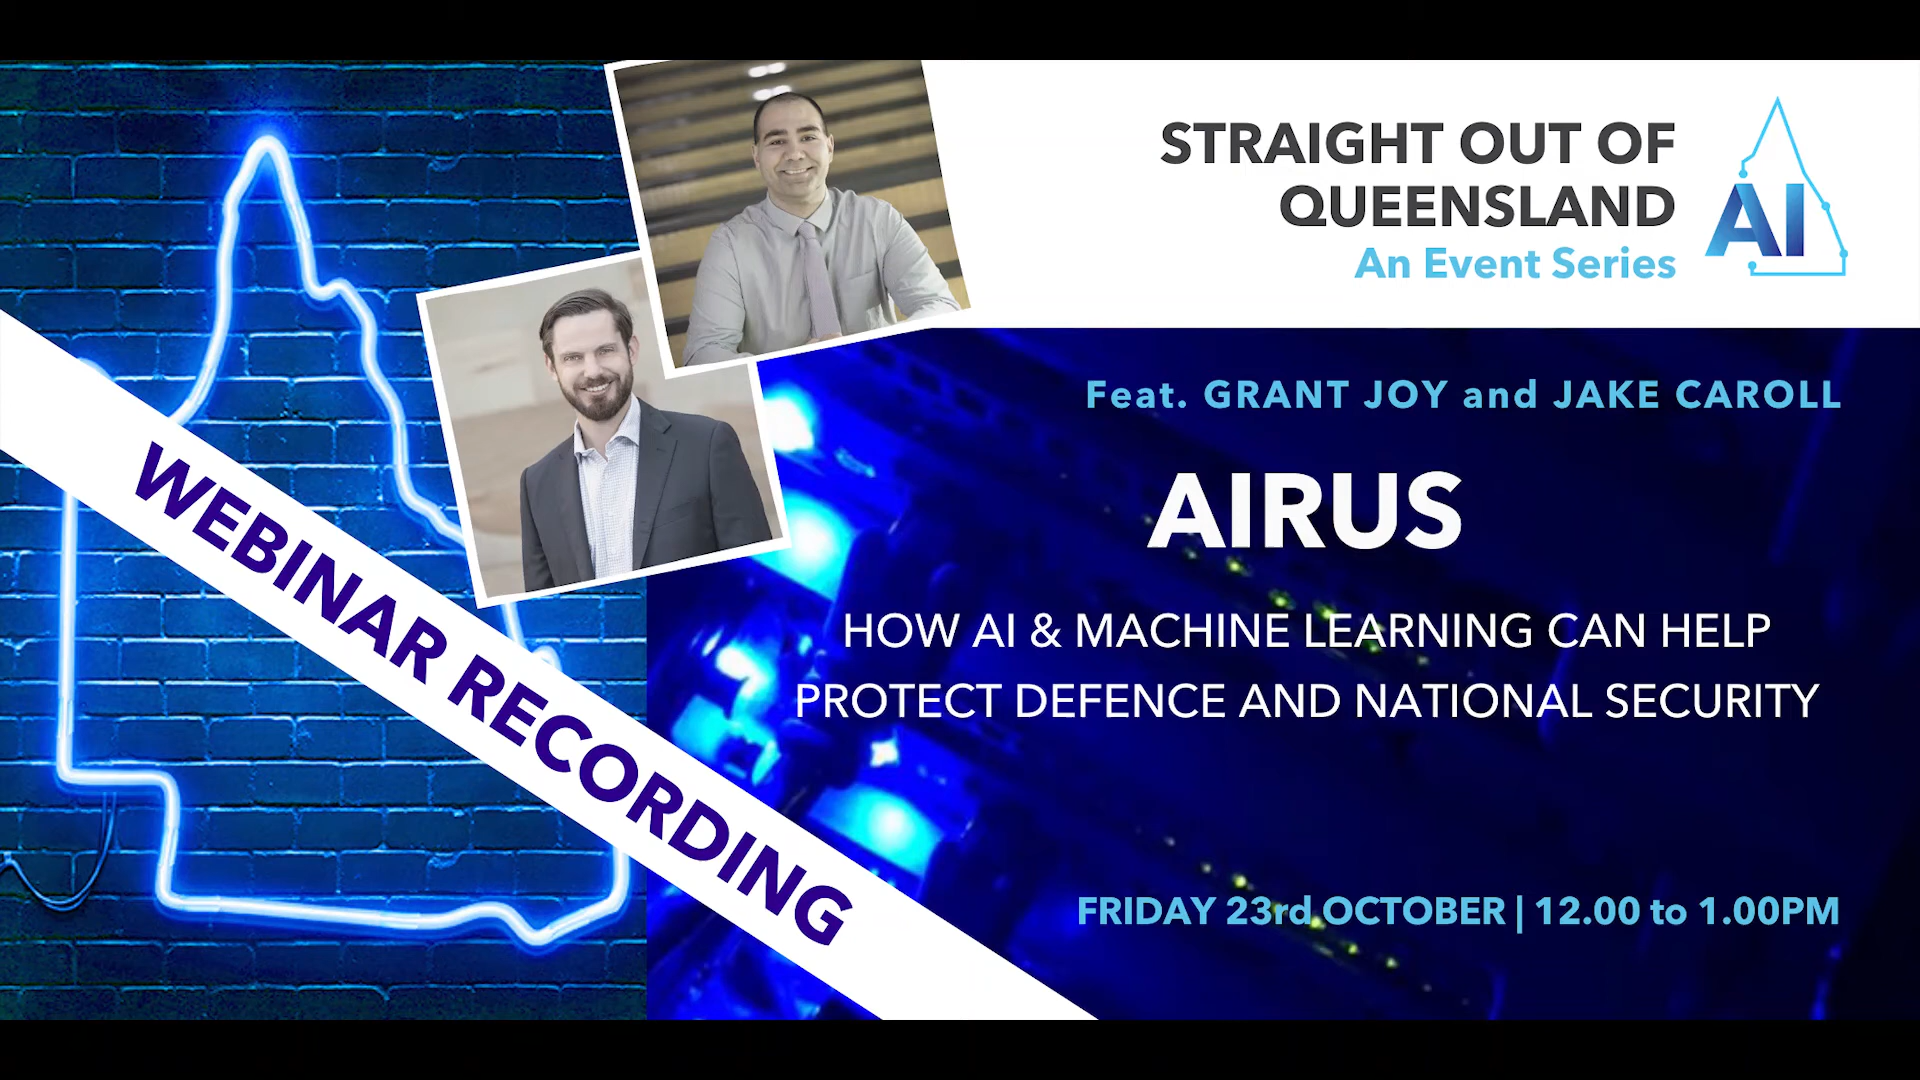 STRAIGHT OUT OF
QUEENSLAND
An Event Series
AI
Feat. GRANT JOY and JAKE CAROLL
AIRUS
HOW AI & MACHINE LEARNING CAN HELP
PROTECT DEFENCE AND NATIONAL SECURITY
FRIDAY 23rd OCTOBER | 12.00 to 1.00PM
WEBINAR RECORDING